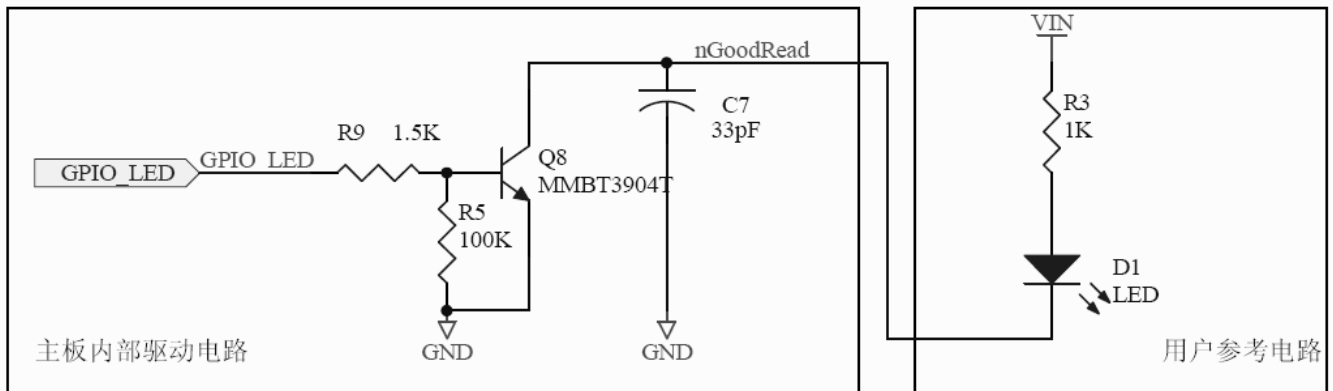 VIN
nGoodRead
R3
1K
C7
33pF
R9 1.5K
GPIO_LED
GPIO_LED
Q8
MMBT3904T
R5
100K
D1
LED
GND
GND
主板内部驱动电路
用户参考电路